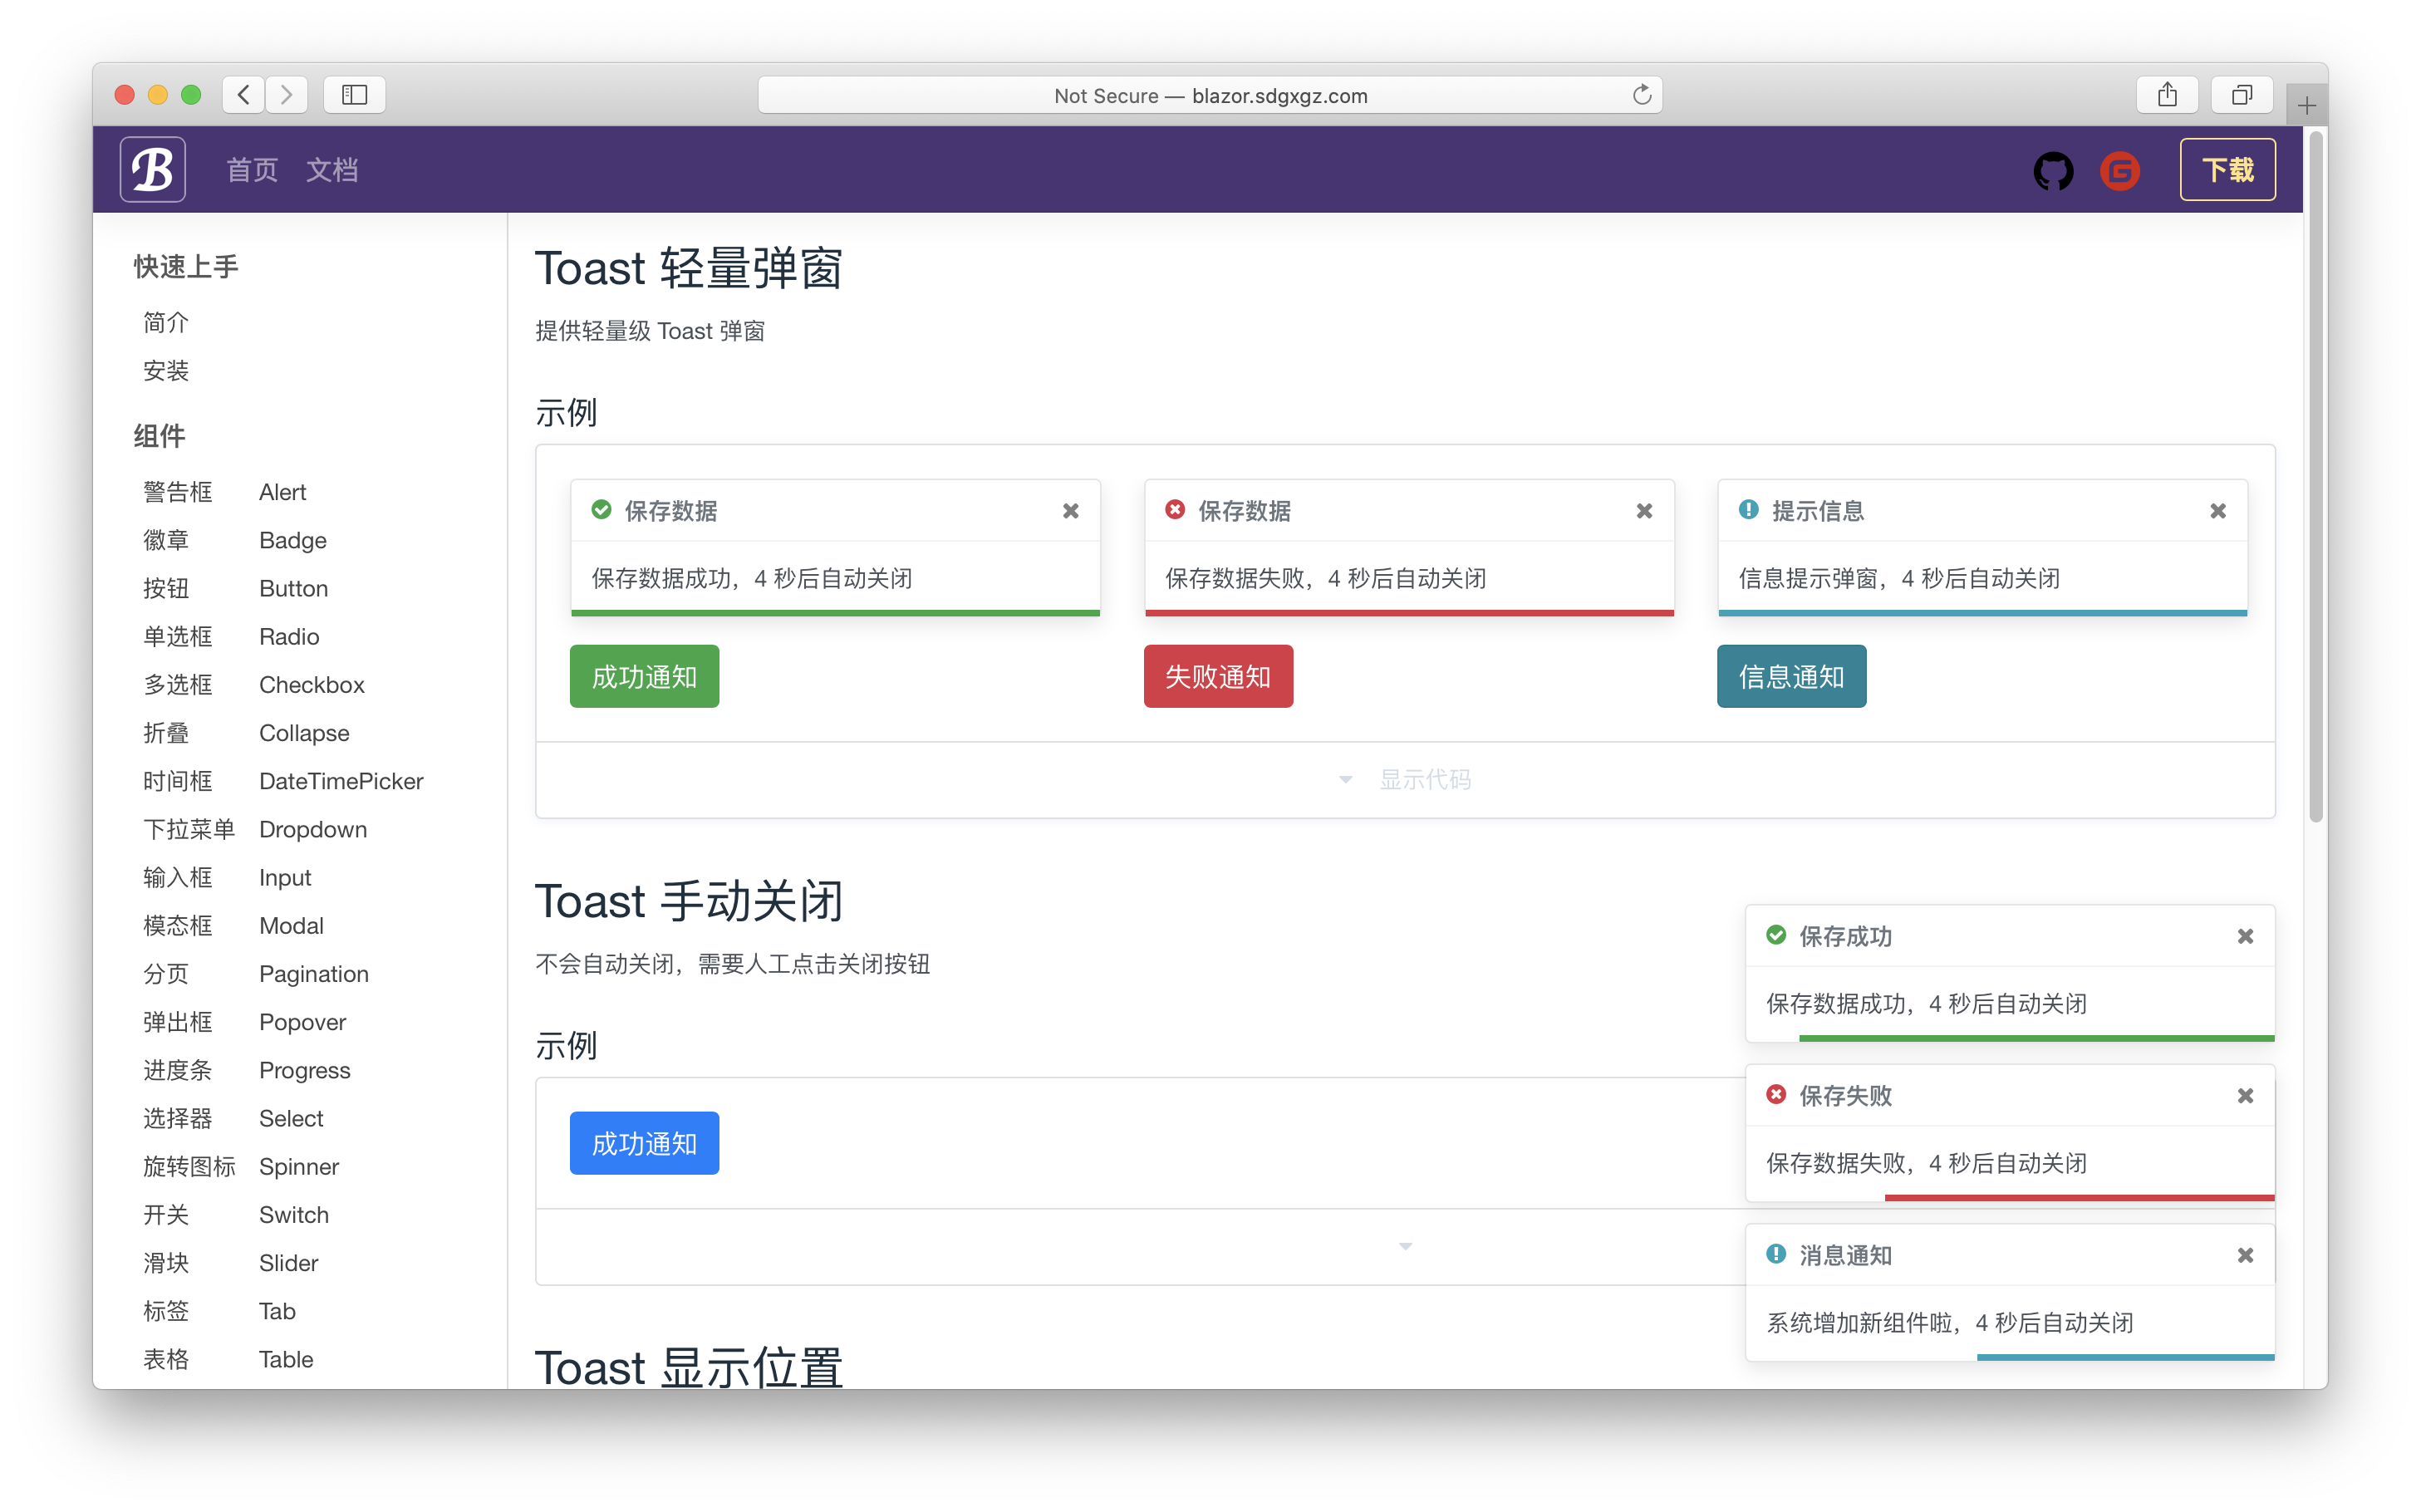 Not Secure — blazor.sdgxgz.com
B 首页 文档 下载
快速上手
简介
安装
组件
警告框 Alert
徽章 Badge
按钮 Button
单选框 Radio
多选框 Checkbox
折叠 Collapse
时间框 DateTimePicker
下拉菜单 Dropdown
输入框 Input
模态框 Modal
分页 Pagination
弹出框 Popover
进度条 Progress
选择器 Select
旋转图标 Spinner
开关 Switch
滑块 Slider
标签 Tab
表格 Table
Toast 轻量弹窗
提供轻量级 Toast 弹窗
示例
保存数据
保存数据成功，4 秒后自动关闭
成功通知
保存数据
保存数据失败，4 秒后自动关闭
失败通知
提示信息
信息提示弹窗，4 秒后自动关闭
信息通知
显示代码
Toast 手动关闭
不会自动关闭，需要人工点击关闭按钮
示例
成功通知
Toast 显示位置
保存成功
保存数据成功，4 秒后自动关闭
保存失败
保存数据失败，4 秒后自动关闭
消息通知
系统增加新组件啦，4 秒后自动关闭